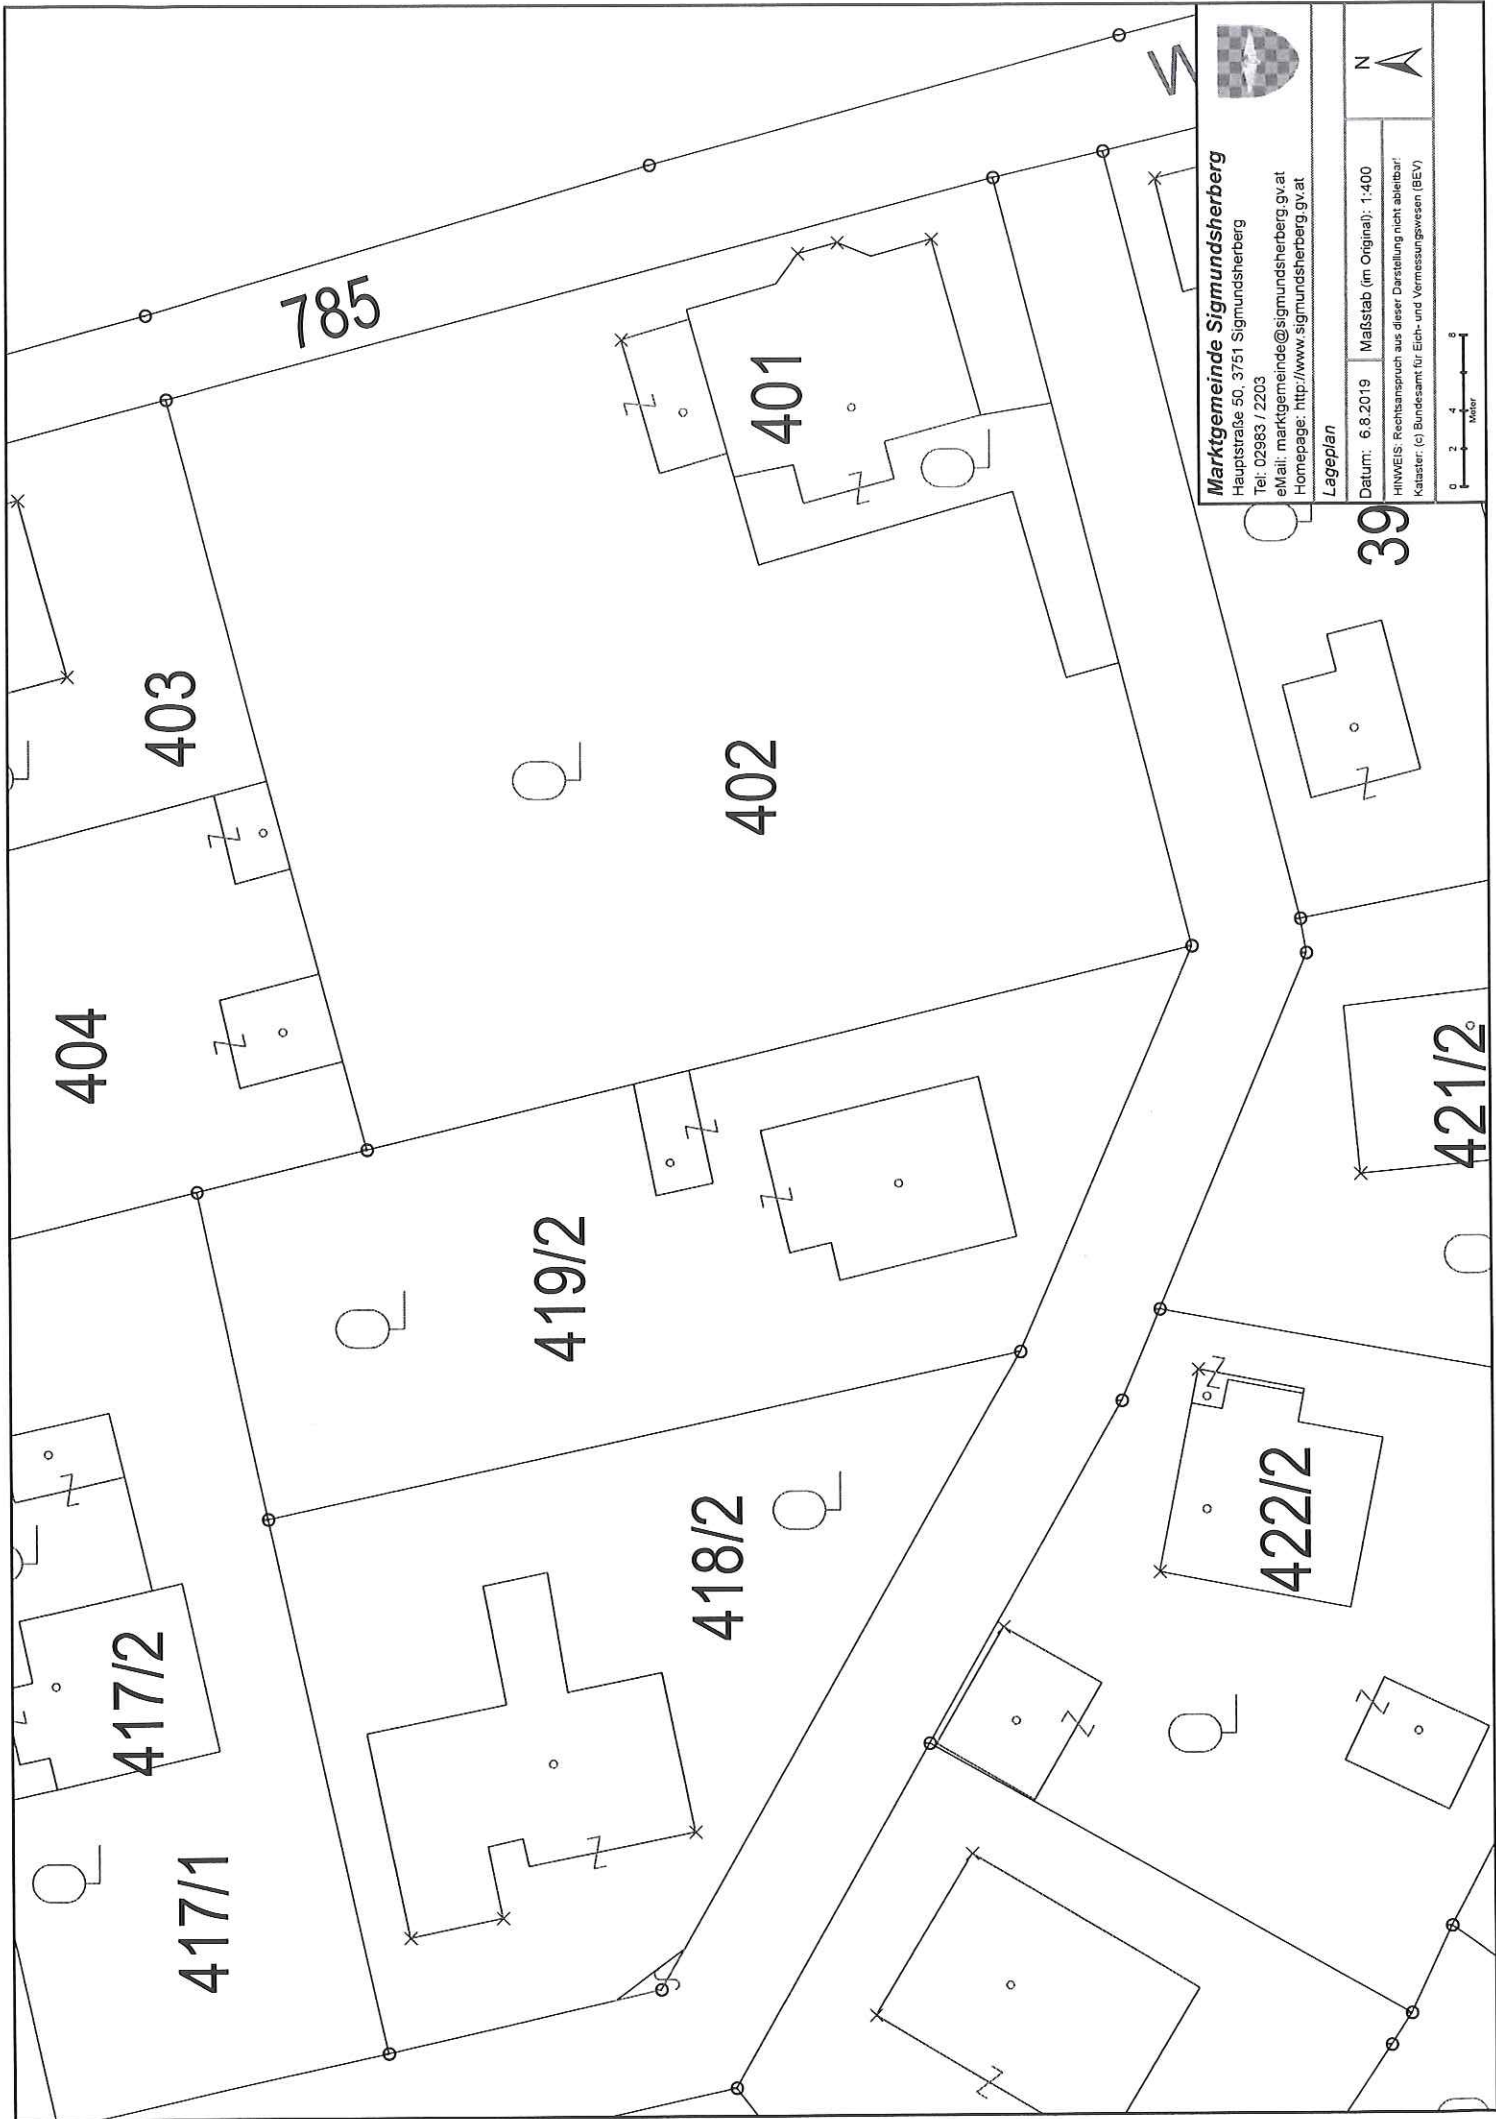 785
401
403
402
404
419/2
418/2
417/2
417/1
422/2
421/2
39
W
Marktgemeinde Sigmundsherberg
Hauptstraße 50, 3751 Sigmundsherberg
Tel: 02983 / 2203
eMail: marktgemeinde@sigmundsherberg.gv.at
Homepage: http://www.sigmundsherberg.gv.at
Lageplan
Datum: 6.8.2019 Maßstab (im Original): 1:400
N
HINWEIS: Rechtsanspruch aus dieser Darstellung nicht ableitbar!
Kataster: (c) Bundesamt für Eich- und Vermessungswesen (BEV)
0 2 4 8
Meter